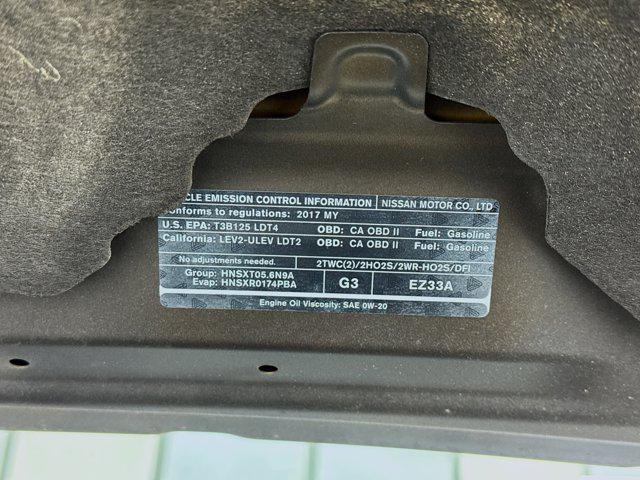 CLE EMISSION CONTROL INFORMATION NISSAN MOTOR CO., LTD
onforms to regulations: 2017 MY
U.S. EPA: T3B125 LDT4 OBD: CA OBD II Fuel: Gasoline
California: LEV2-ULEV LDT2 OBD: CA OBD II Fuel: Gasoline
No adjustments needed. 2TWC(2)/2HO2S/2WR-HO2S/DFI
Group: HNSXT05.6N9A G3 EZ33A
Evap: HNSXR0174PBA
Engine Oil Viscosity: SAE 0W-20